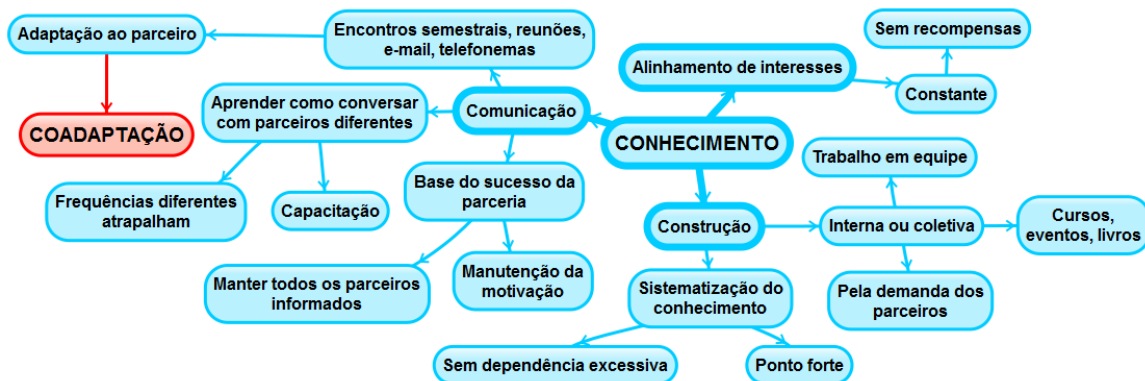 Adaptação ao parceiro
COADAPTAÇÃO
Encontros semestrais, reuniões,
e-mail, telefonemas
Aprender como conversar
com parceiros diferentes
Frequências diferentes
atrapalham
Capacitação
Comunicação
Base do sucesso da
parceria
Manter todos os parceiros
informados
Manutenção da
motivação
CONHECIMENTO
Alinhamento de interesses
Sem recompensas
Constante
Construção
Sistematização do
conhecimento
Sem dependência excessiva
Ponto forte
Trabalho em equipe
Interna ou coletiva
Cursos,
eventos, livros
Pela demanda dos
parceiros